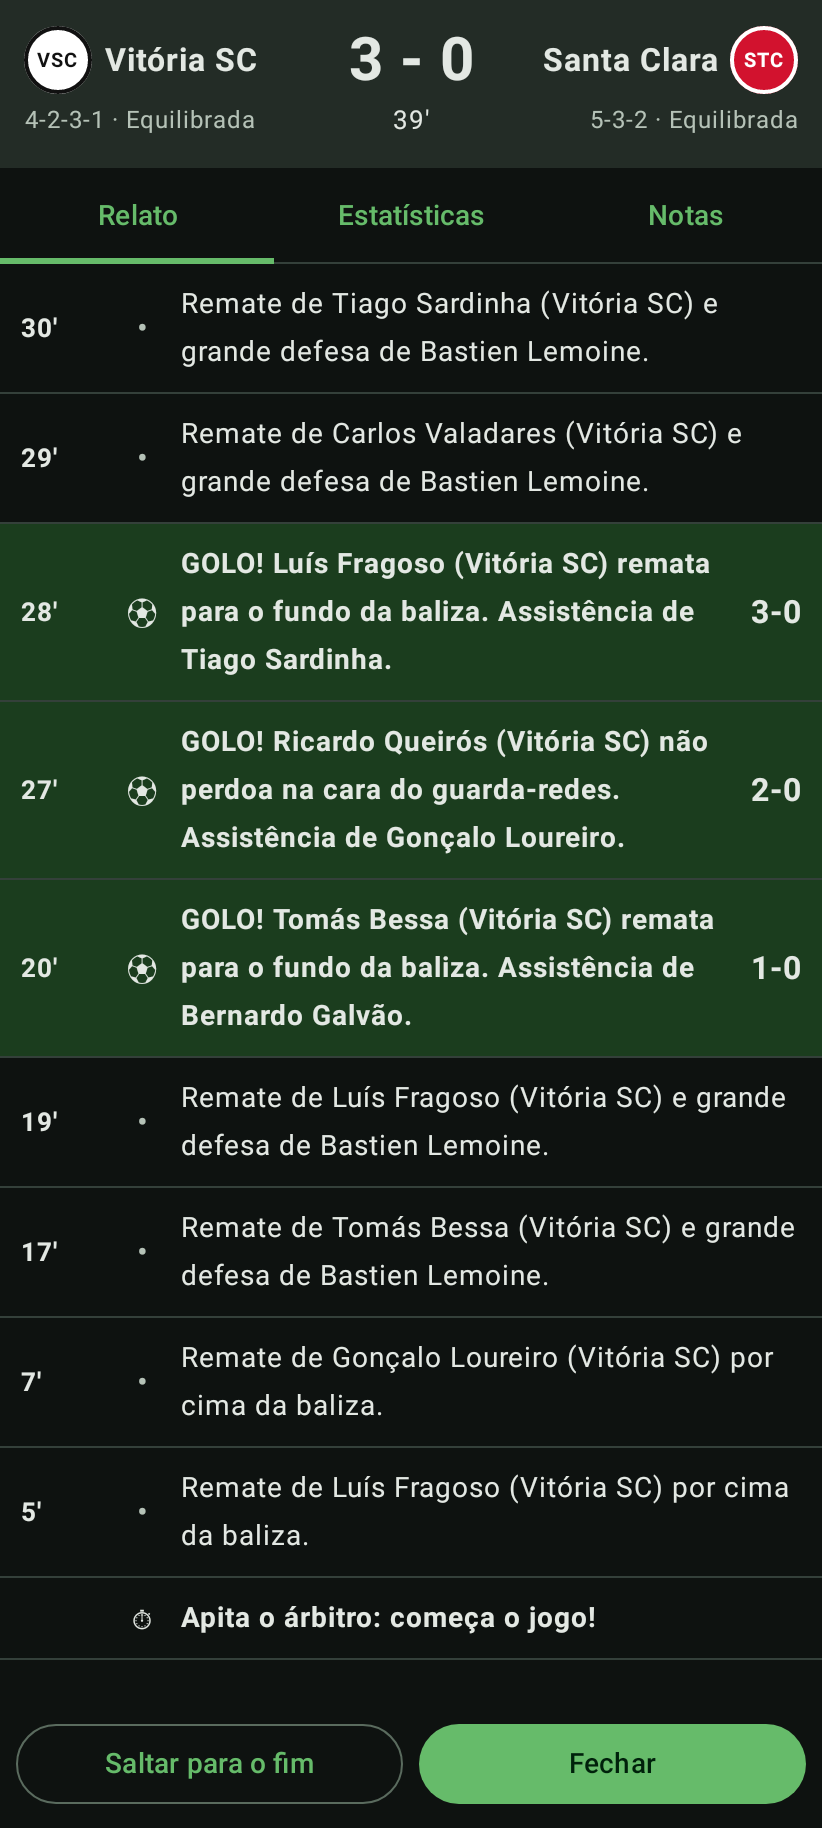 VSC Vitória SC 3 - 0 Santa Clara STC
4-2-3-1 · Equilibrada 39' 5-3-2 · Equilibrada
Relato Estatísticas Notas
30' • Remate de Tiago Sardinha (Vitória SC) e
grande defesa de Bastien Lemoine.
29' • Remate de Carlos Valadares (Vitória SC) e
grande defesa de Bastien Lemoine.
GOLO! Luís Fragoso (Vitória SC) remata
28' para o fundo da baliza. Assistência de 3-0
Tiago Sardinha.
GOLO! Ricardo Queirós (Vitória SC) não
27' perdoa na cara do guarda-redes. 2-0
Assistência de Gonçalo Loureiro.
GOLO! Tomás Bessa (Vitória SC) remata
20' para o fundo da baliza. Assistência de 1-0
Bernardo Galvão.
19' • Remate de Luís Fragoso (Vitória SC) e grande
defesa de Bastien Lemoine.
17' • Remate de Tomás Bessa (Vitória SC) e grande
defesa de Bastien Lemoine.
7' • Remate de Gonçalo Loureiro (Vitória SC) por
cima da baliza.
5' • Remate de Luís Fragoso (Vitória SC) por cima
da baliza.
Apita o árbitro: começa o jogo!
Saltar para o fim Fechar